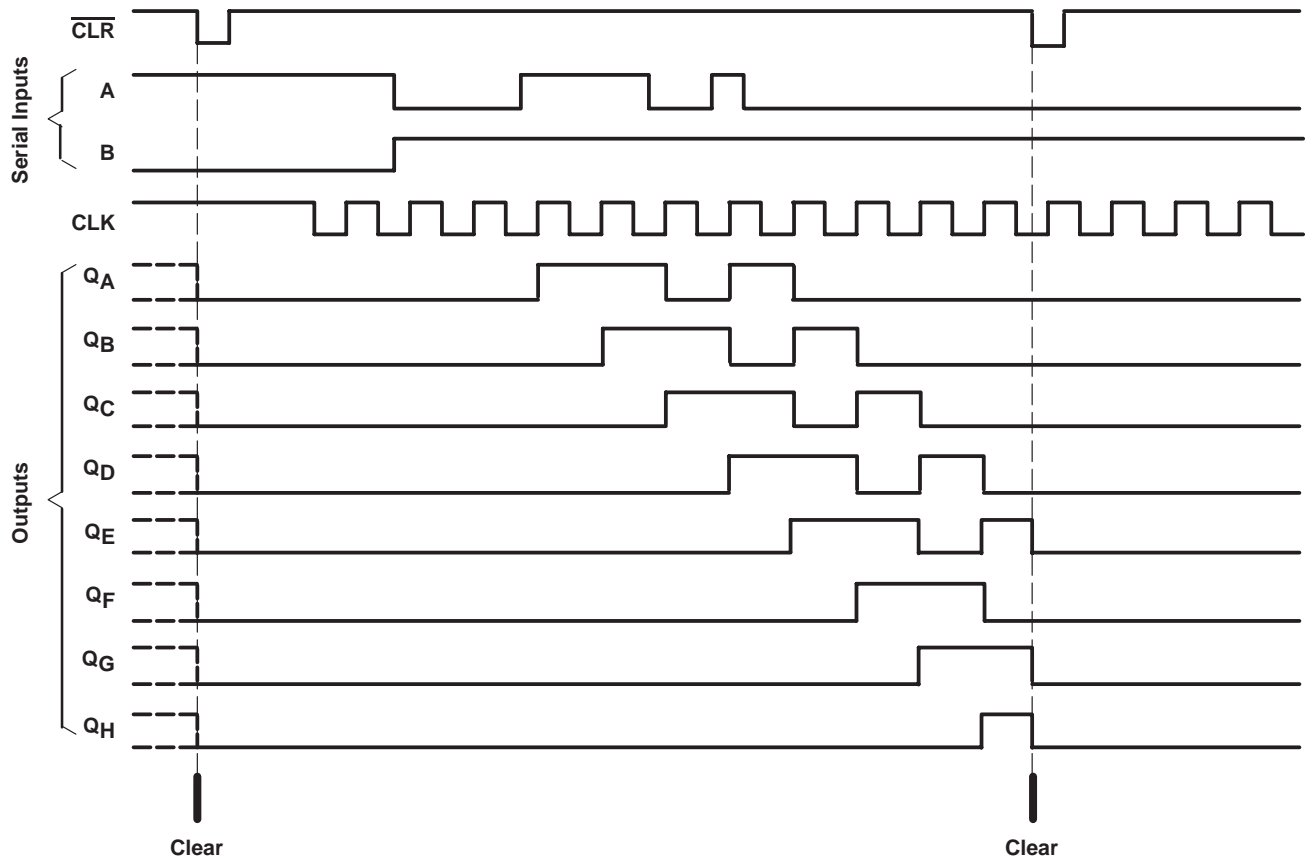 CLR
Serial Inputs
A
B
CLK
Outputs
QA
QB
QC
QD
QE
QF
QG
QH
Clear
Clear